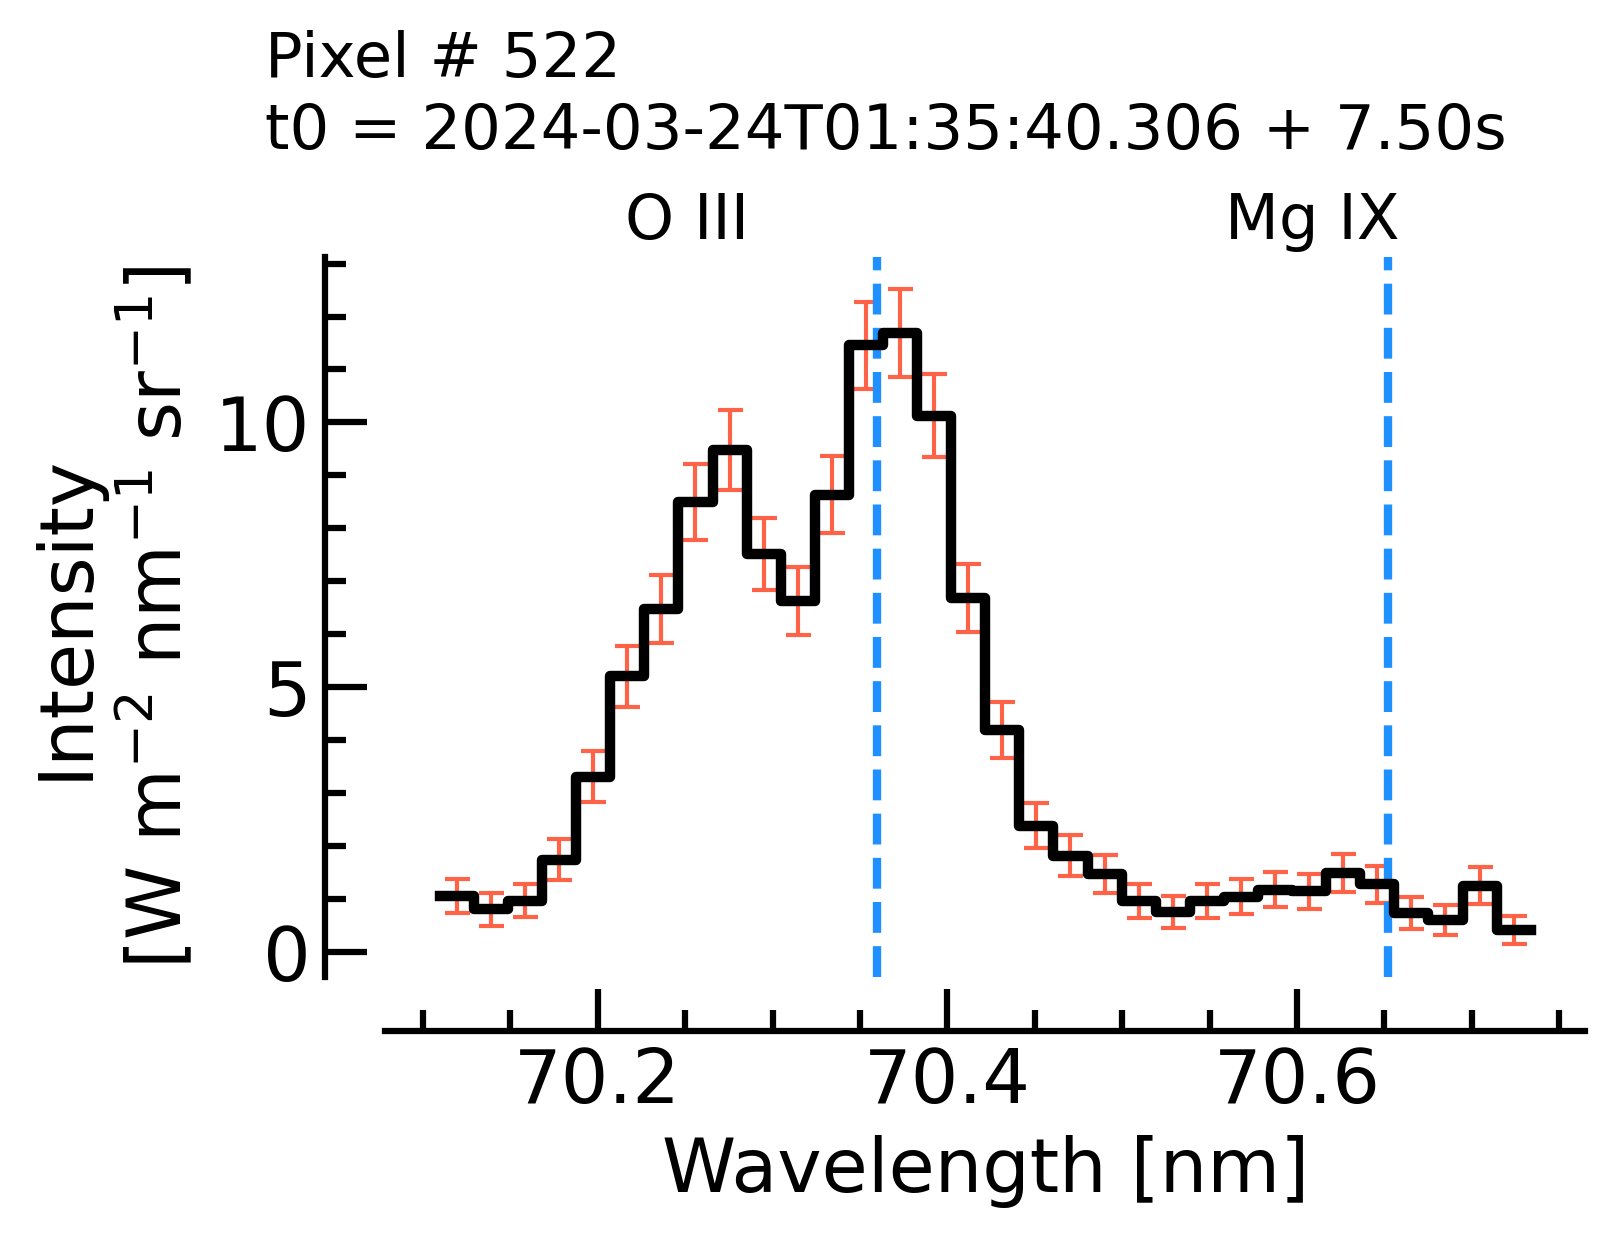 Pixel # 522
t0 = 2024-03-24T01:35:40.306 + 7.50s
O III Mg IX
Intensity
[W m⁻² nm⁻¹ sr⁻¹]
10
5
0
70.2 70.4 70.6
Wavelength [nm]